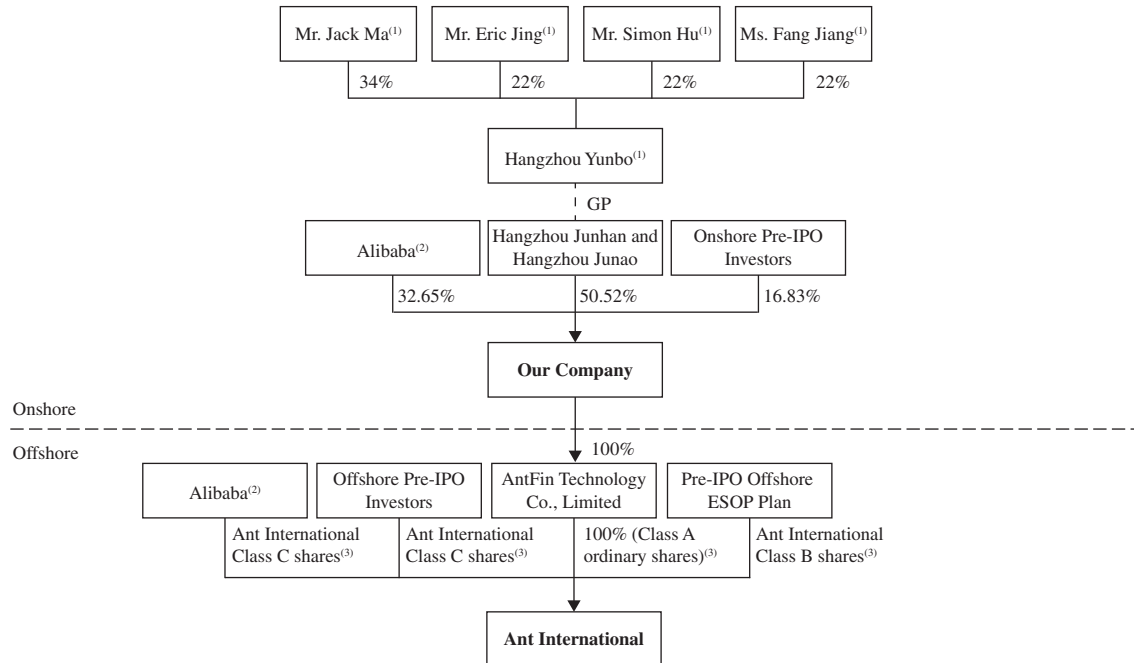 Mr. Jack Ma(1)
Mr. Eric Jing(1)
Mr. Simon Hu(1)
Ms. Fang Jiang(1)
34%
22%
22%
22%
Hangzhou Yunbo(1)
GP
Alibaba(2)
Hangzhou Junhan and
Hangzhou Junao
Onshore Pre-IPO
Investors
32.65%
50.52%
16.83%
Our Company
Onshore
Offshore
100%
Alibaba(2)
Offshore Pre-IPO
Investors
AntFin Technology
Co., Limited
Pre-IPO Offshore
ESOP Plan
Ant International
Class C shares(3)
Ant International
Class C shares(3)
100% (Class A
ordinary shares)(3)
Ant International
Class B shares(3)
Ant International